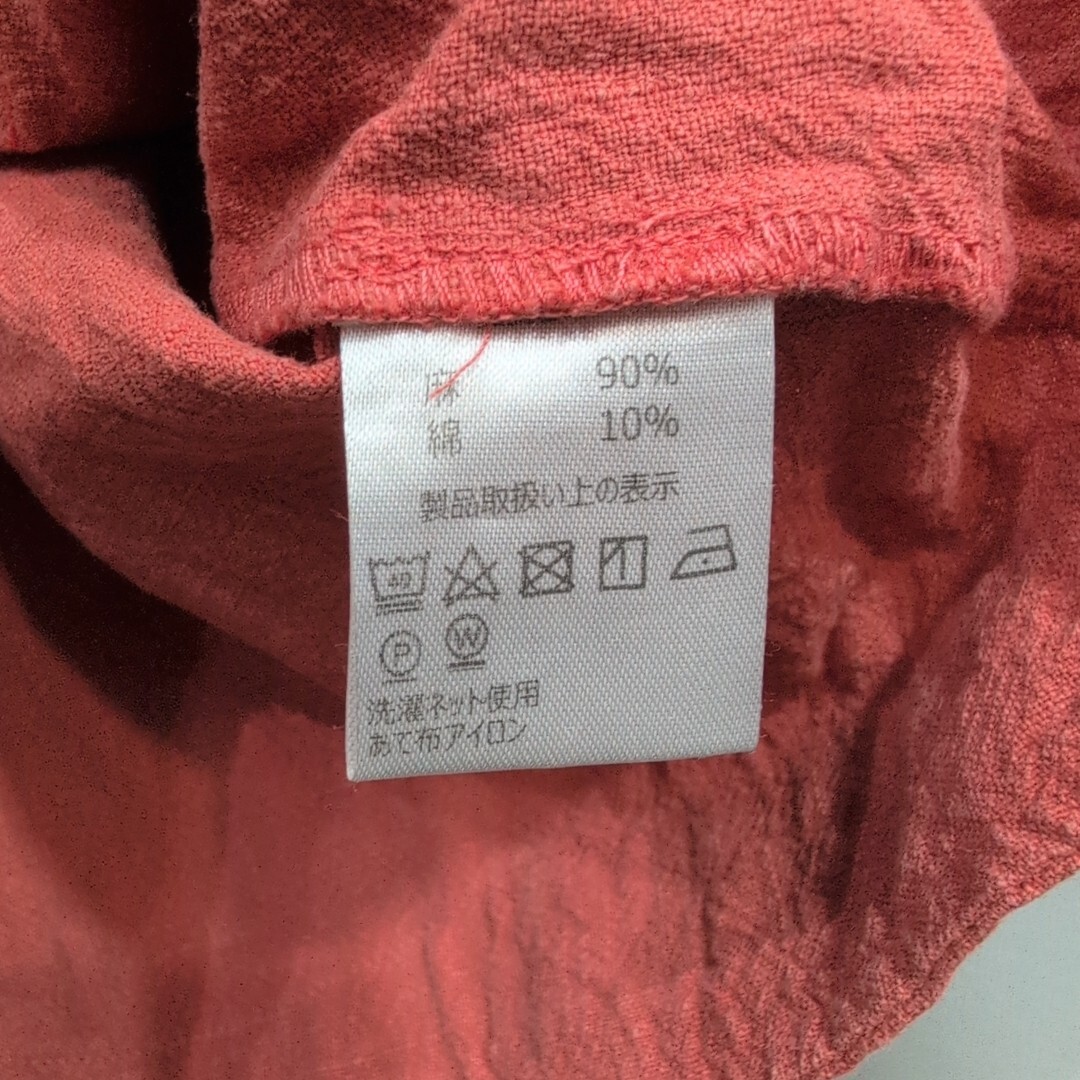 麻 90%
綿 10%
製品取扱い上の表示
40
P W
洗濯ネット使用
あて布アイロン